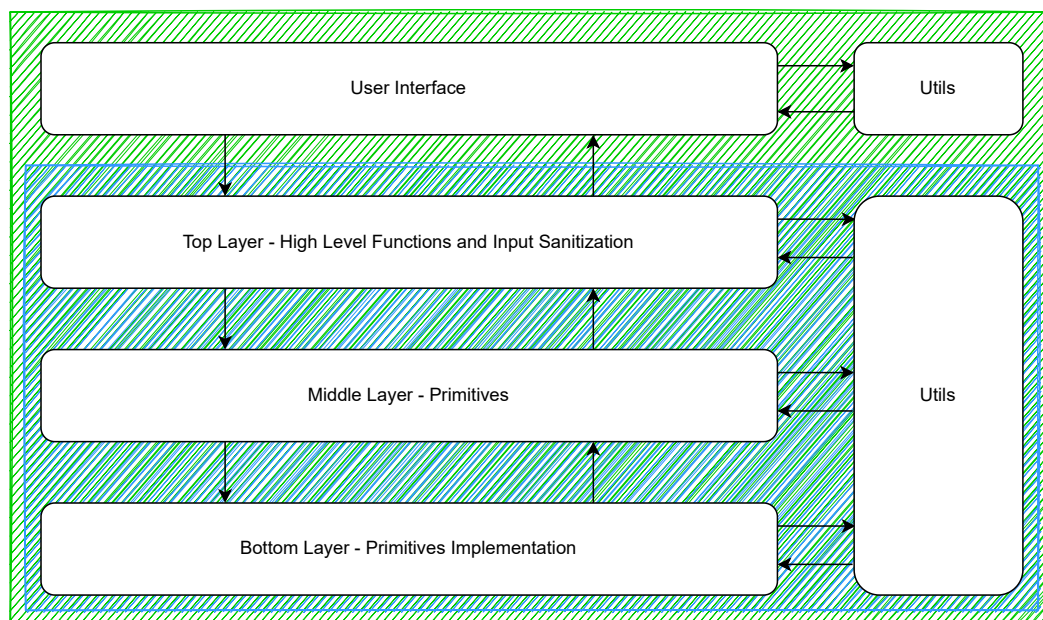 User Interface
Utils
Top Layer - High Level Functions and Input Sanitization
Middle Layer - Primitives
Utils
Bottom Layer - Primitives Implementation